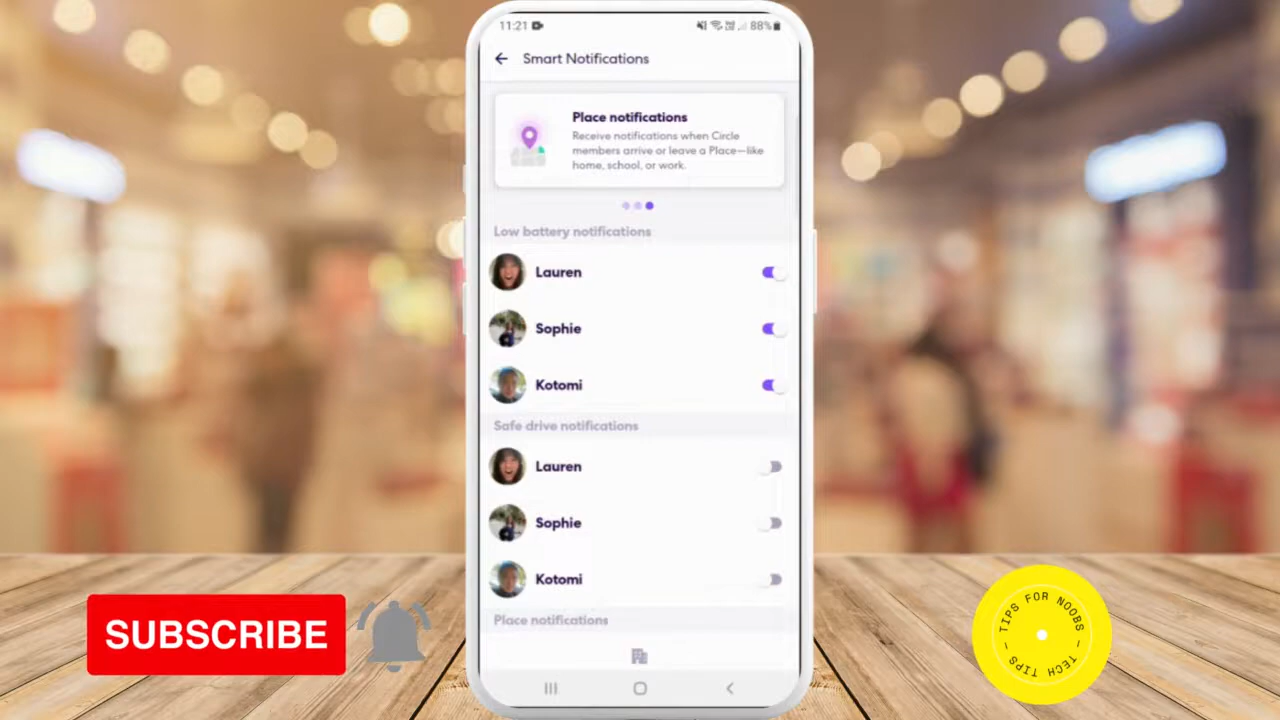 11:21
88%
Smart Notifications
Place notifications
Receive notifications when Circle
members arrive or leave a Place—like
home, school, or work.
Low battery notifications
Lauren
Sophie
Kotomi
Safe drive notifications
Lauren
Sophie
Kotomi
Place notifications
SUBSCRIBE
TIPS FOR NOOBS
TECH TIPS